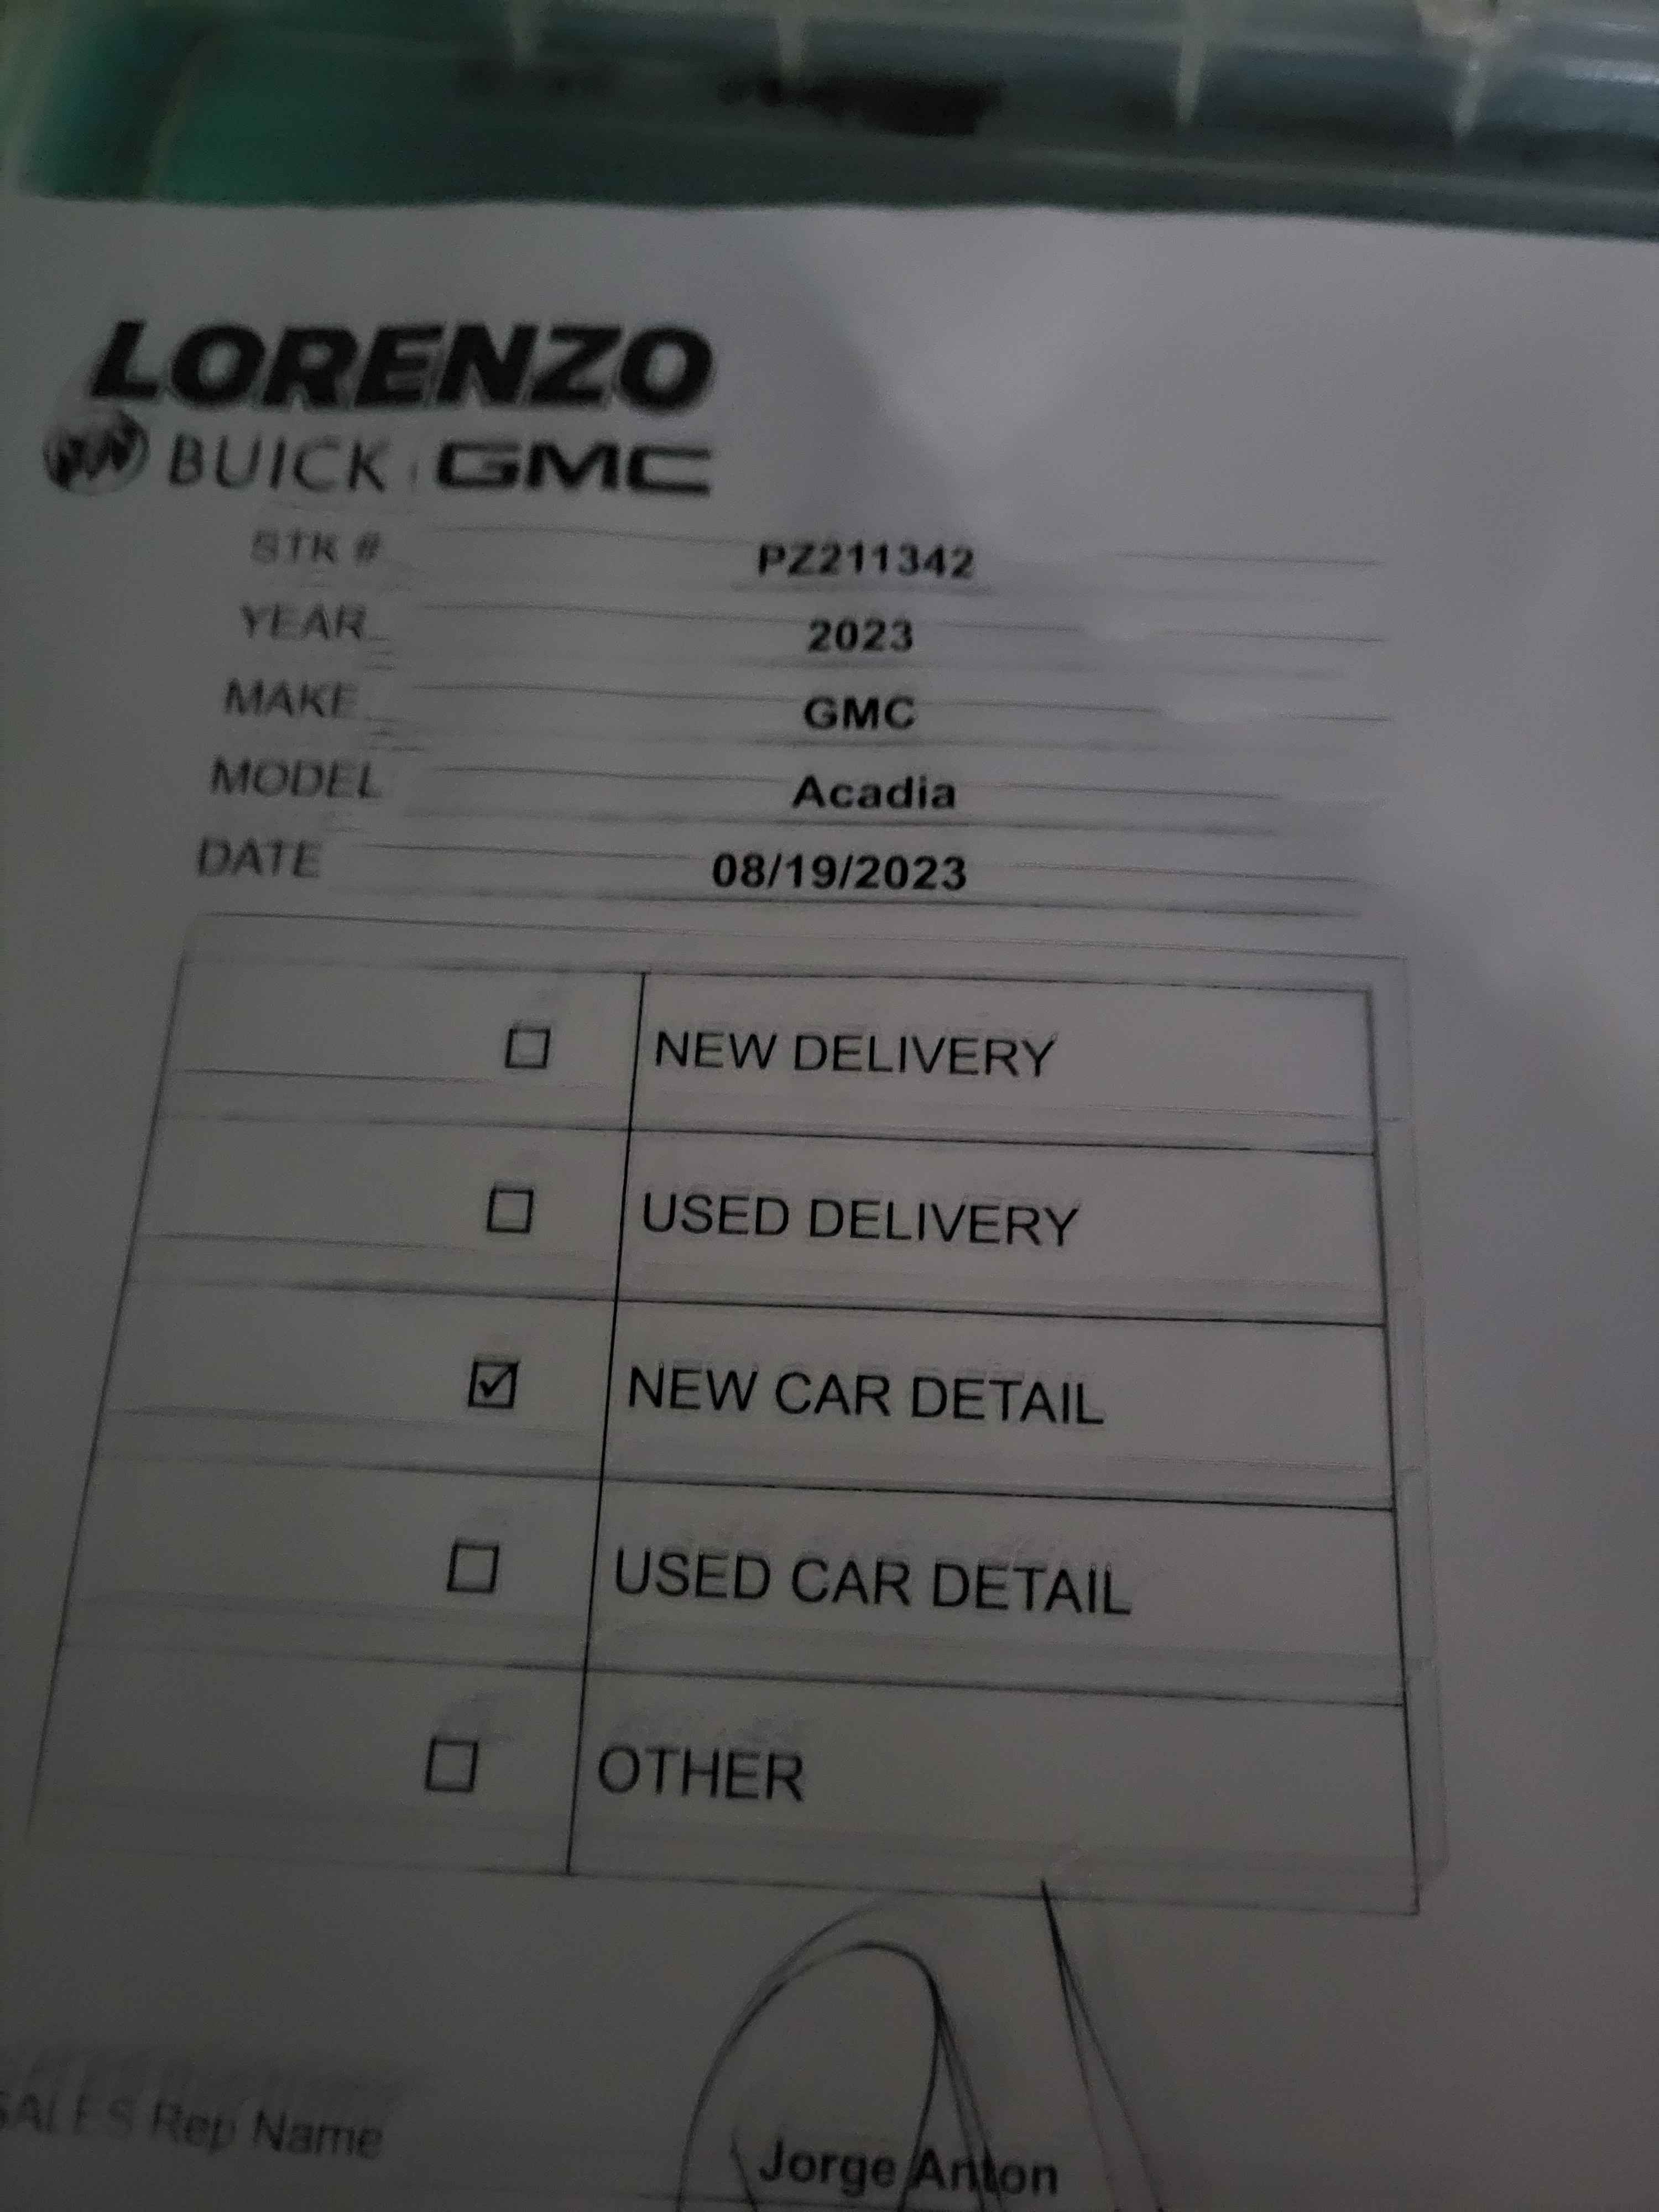 LORENZO
BUICK GMC
STK # PZ211342
YEAR 2023
MAKE GMC
MODEL Acadia
DATE 08/19/2023
☐ NEW DELIVERY
☐ USED DELIVERY
☑ NEW CAR DETAIL
☐ USED CAR DETAIL
☐ OTHER
SALES Rep Name Jorge Anton